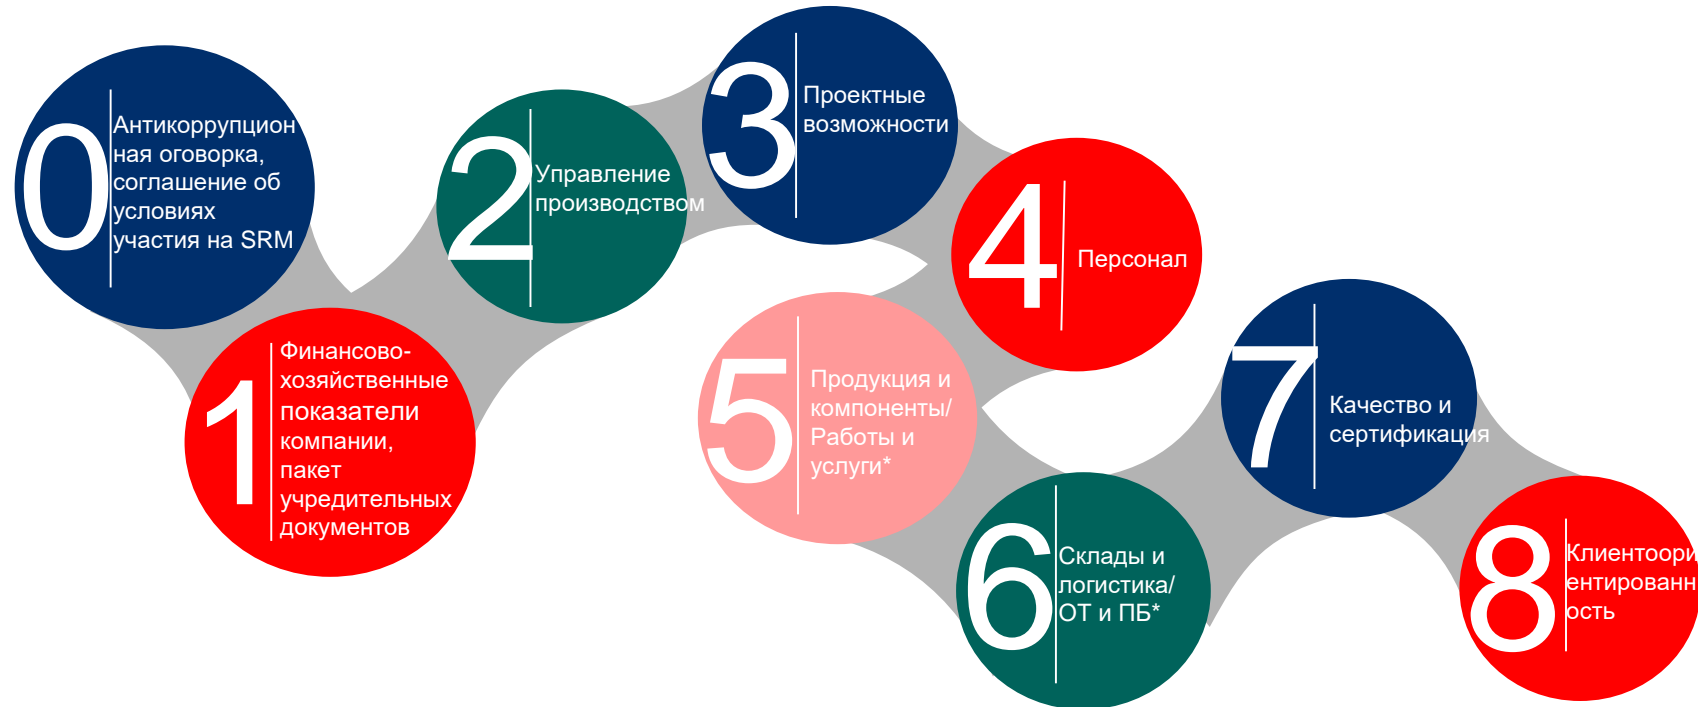 0
Антикоррупцион
ная оговорка,
соглашение об
условиях
участия на SRM
1
Финансово-
хозяйственные
показатели
компании,
пакет
учредительных
документов
2
Управление
производством
3
Проектные
возможности
4
Персонал
5
Продукция и
компоненты/
Работы и
услуги*
6
Склады и
логистика/
ОТ и ПБ*
7
Качество и
сертификация
8
Клиентоори
ентированн
ость